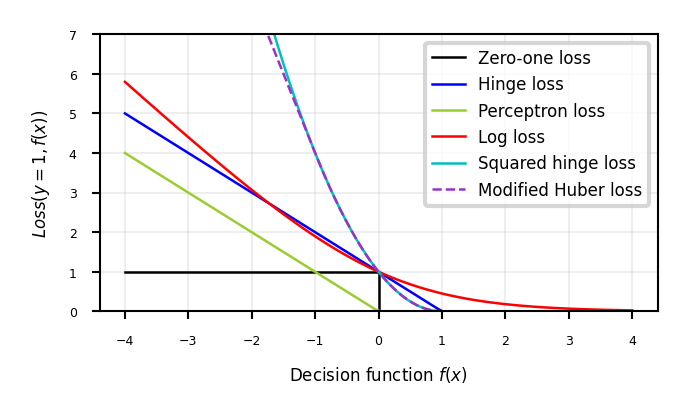 7
6
5
4
3
2
1
0
Loss(y = 1, f(x))
Zero-one loss
Hinge loss
Perceptron loss
Log loss
Squared hinge loss
Modified Huber loss
−4 −3 −2 −1 0 1 2 3 4
Decision function f(x)